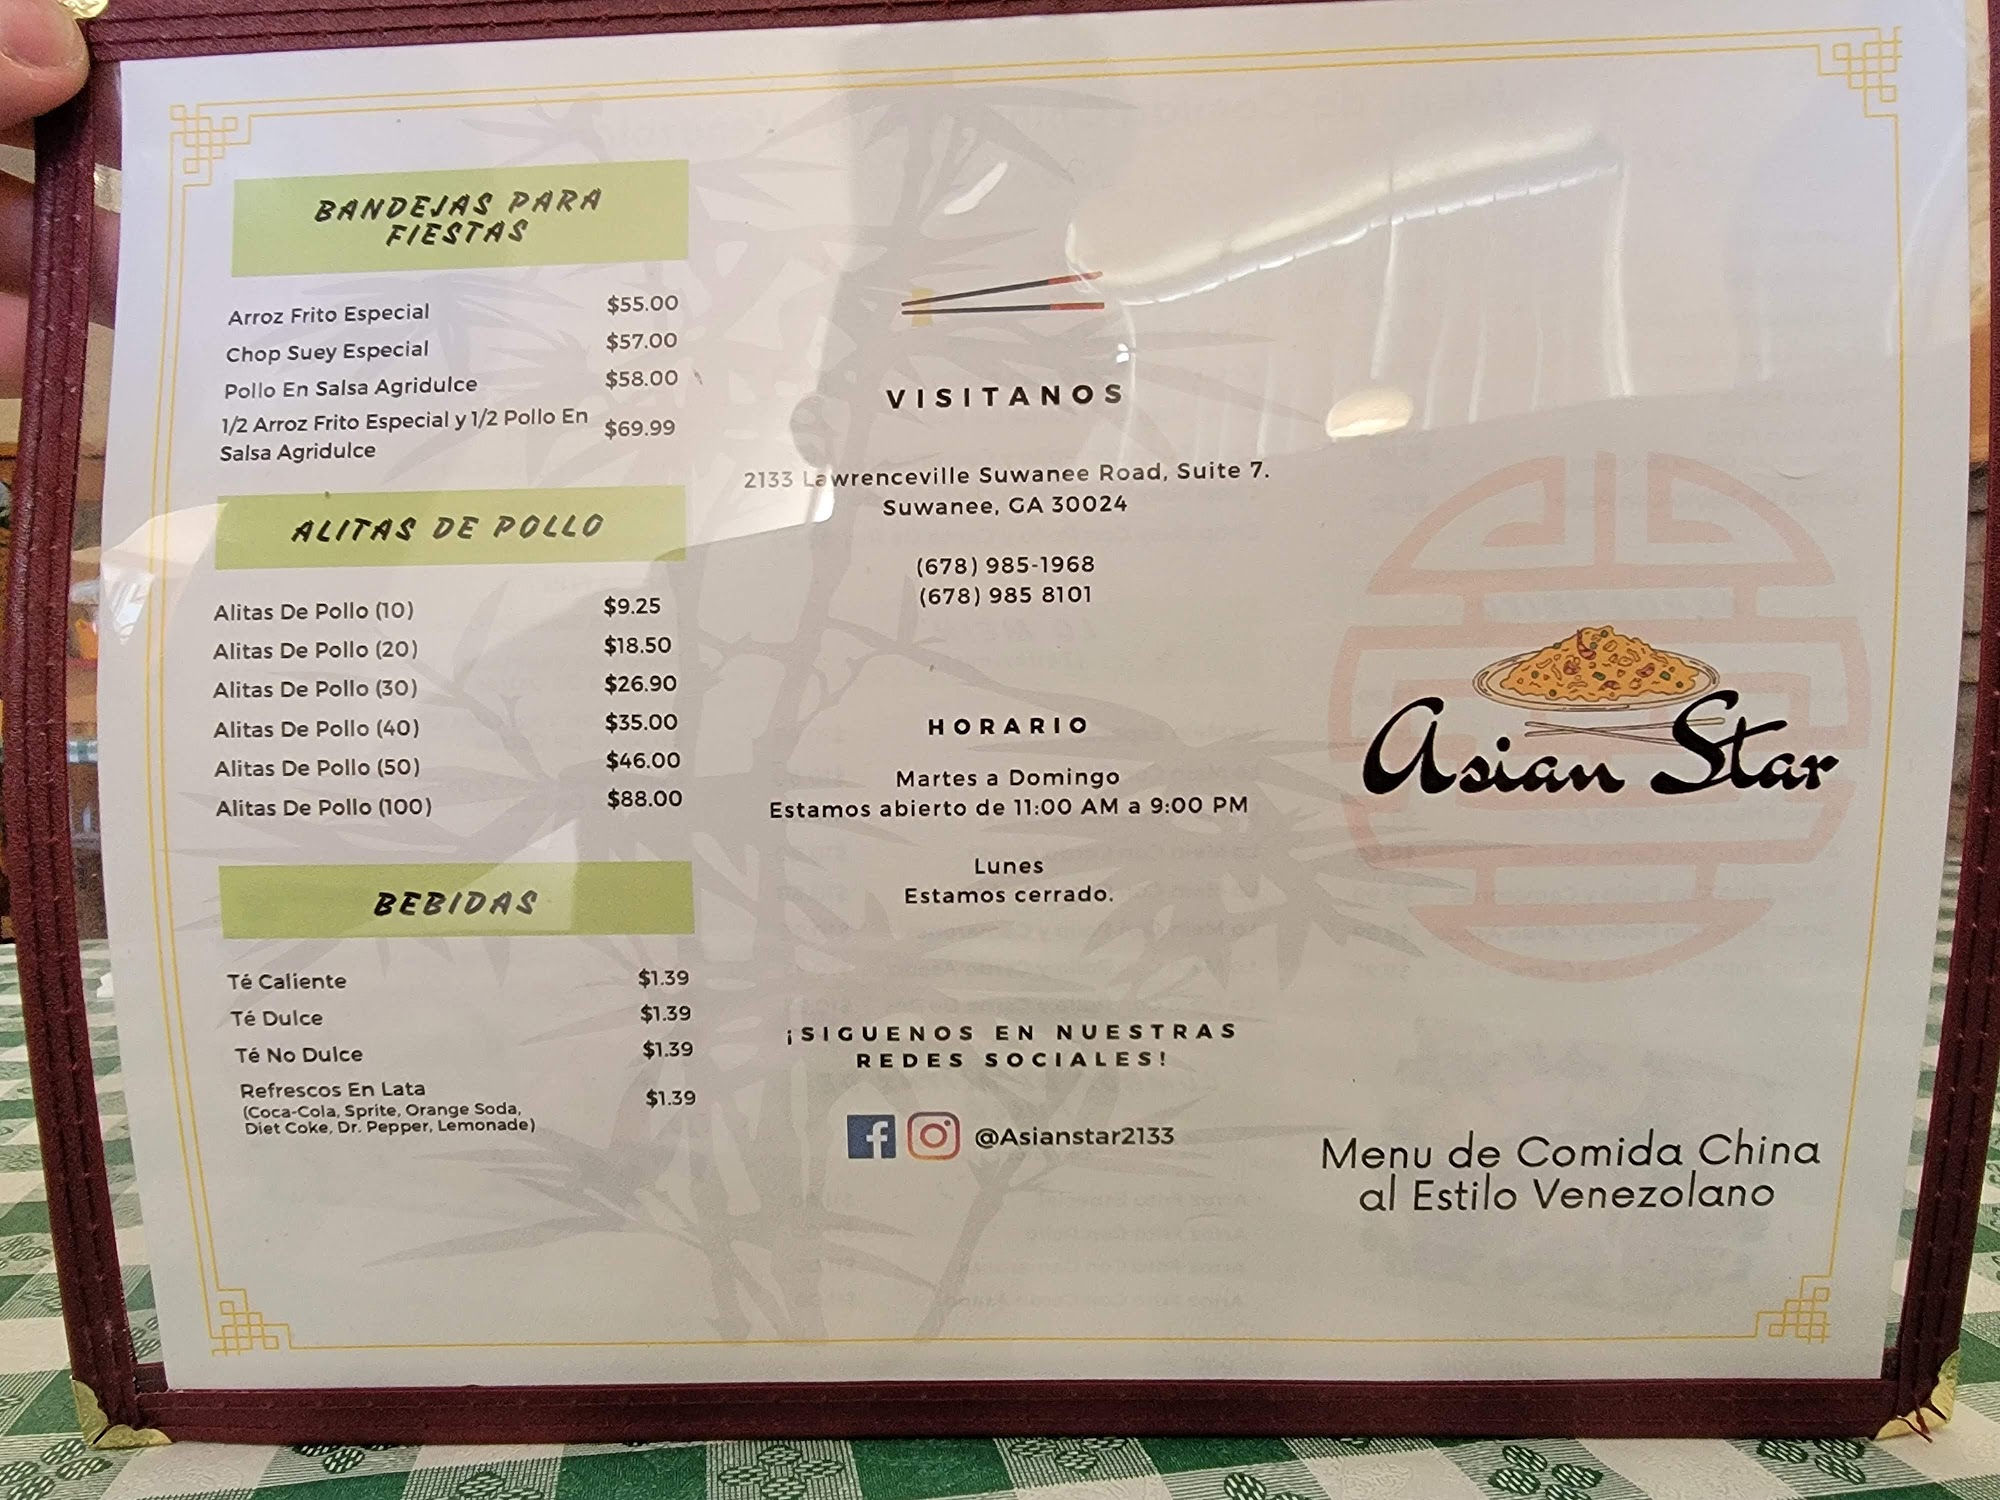 BANDEJAS PARA
FIESTAS
Arroz Frito Especial $55.00
Chop Suey Especial $57.00
Pollo En Salsa Agridulce $58.00
1/2 Arroz Frito Especial y 1/2 Pollo En
Salsa Agridulce $69.99
ALITAS DE POLLO
Alitas De Pollo (10) $9.25
Alitas De Pollo (20) $18.50
Alitas De Pollo (30) $26.90
Alitas De Pollo (40) $35.00
Alitas De Pollo (50) $46.00
Alitas De Pollo (100) $88.00
BEBIDAS
Té Caliente $1.39
Té Dulce $1.39
Té No Dulce $1.39
Refrescos En Lata $1.39
(Coca-Cola, Sprite, Orange Soda,
Diet Coke, Dr. Pepper, Lemonade)
VISITANOS
2133 Lawrenceville Suwanee Road, Suite 7.
Suwanee, GA 30024
(678) 985-1968
(678) 985 8101
HORARIO
Martes a Domingo
Estamos abierto de 11:00 AM a 9:00 PM
Lunes
Estamos cerrado.
¡SIGUENOS EN NUESTRAS
REDES SOCIALES!
@Asianstar2133
Asian Star
Menu de Comida China
al Estilo Venezolano